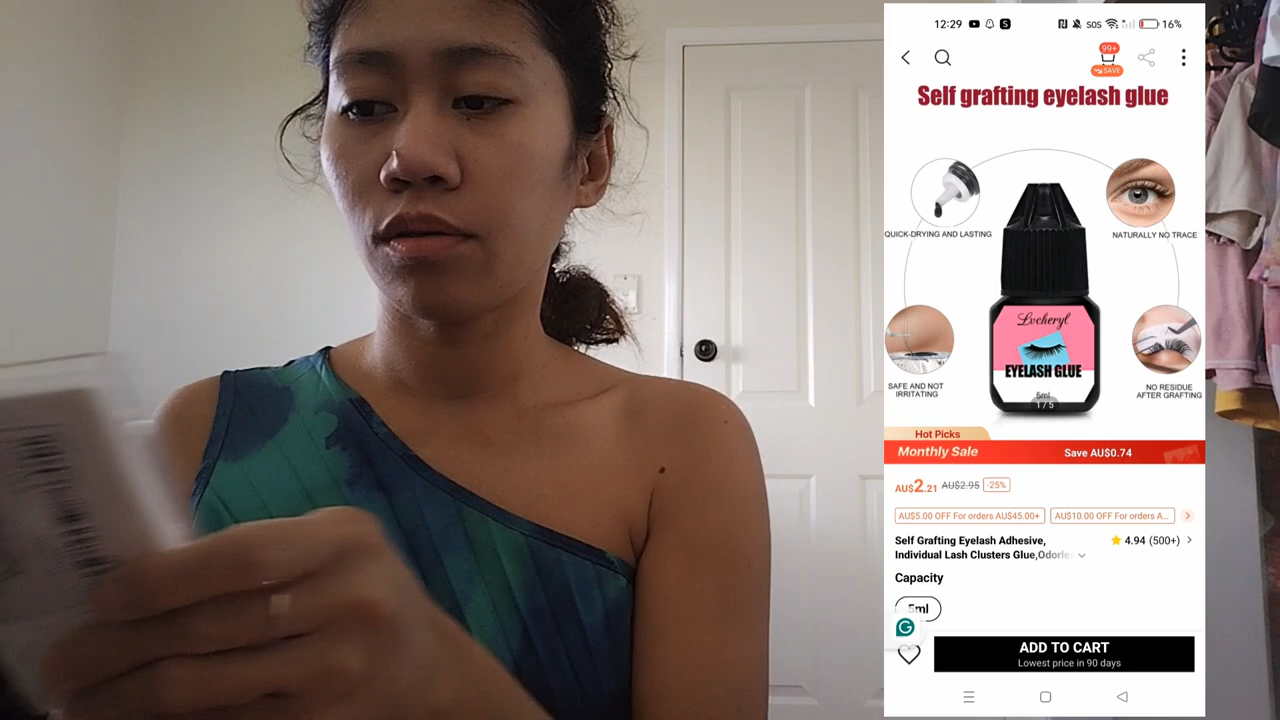 12:29
SOS
16%
99+
SAVE
Self grafting eyelash glue
QUICK-DRYING AND LASTING
NATURALLY NO TRACE
Lvcheryl
EYELASH GLUE
5ml
1/5
SAFE AND NOT
IRRITATING
NO RESIDUE
AFTER GRAFTING
Hot Picks
Monthly Sale
Save AU$0.74
AU$2.21 AU$2.95 -25%
AU$5.00 OFF For orders AU$45.00+
AU$10.00 OFF For orders A...
Self Grafting Eyelash Adhesive,
4.94 (500+)
Individual Lash Clusters Glue,Odorle
Capacity
5ml
ADD TO CART
Lowest price in 90 days